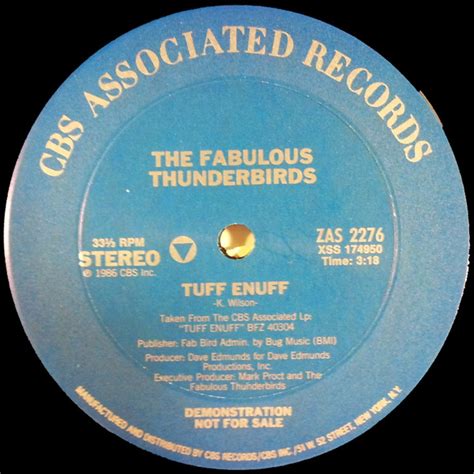 CBS ASSOCIATED RECORDS
THE FABULOUS
THUNDERBIRDS
33⅓ RPM
STEREO
℗ 1986 CBS Inc.
ZAS 2276
XSS 174950
Time: 3:18
TUFF ENUFF
-K. Wilson-
Taken From The CBS Associated Lp:
"TUFF ENUFF" BFZ 40304
Publisher: Fab Bird Admin. by Bug Music (BMI)
Producer: Dave Edmunds for Dave Edmunds
Productions, Inc.
Executive Producer: Mark Proct and The
Fabulous Thunderbirds
DEMONSTRATION
NOT FOR SALE
MANUFACTURED AND DISTRIBUTED BY CBS RECORDS/CBS INC./51 W. 52 STREET, NEW YORK, N.Y.